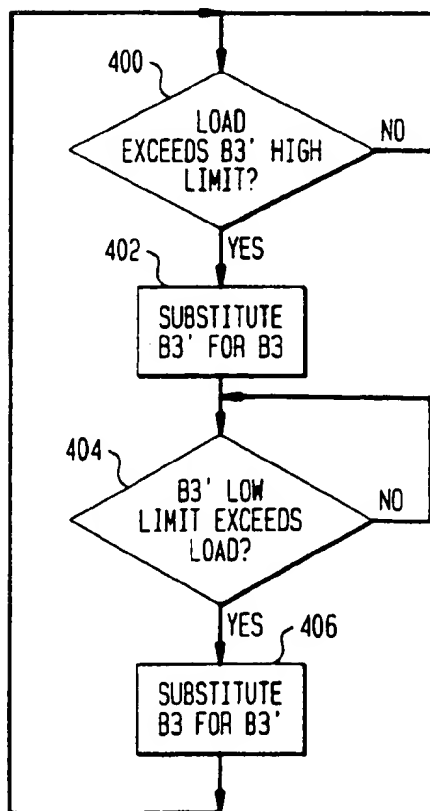 400
LOAD
EXCEEDS B3' HIGH
LIMIT?
NO
YES
402
SUBSTITUTE
B3' FOR B3
404
B3' LOW
LIMIT EXCEEDS
LOAD?
NO
YES
406
SUBSTITUTE
B3 FOR B3'